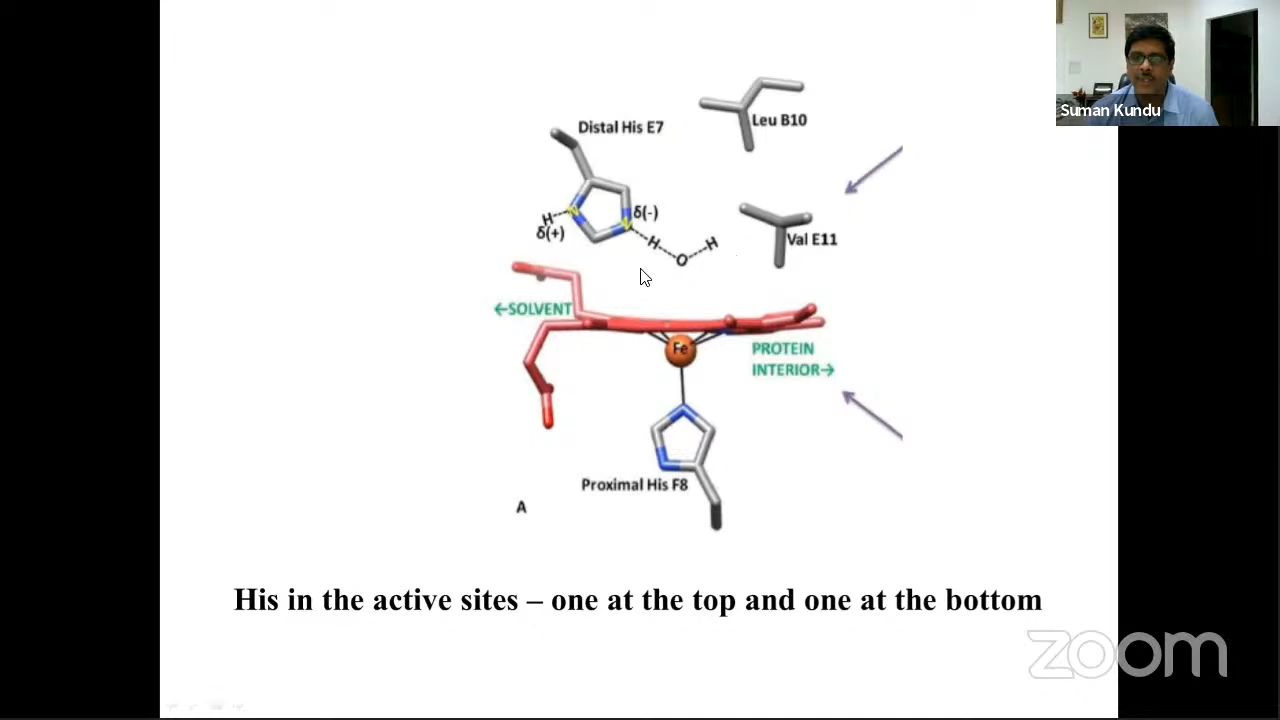 Suman Kundu
Leu B10
Distal His E7
δ(-)
H
δ(+)
H
H
O
Val E11
←SOLVENT
Fe
PROTEIN
INTERIOR→
Proximal His F8
A
His in the active sites – one at the top and one at the bottom
zoom